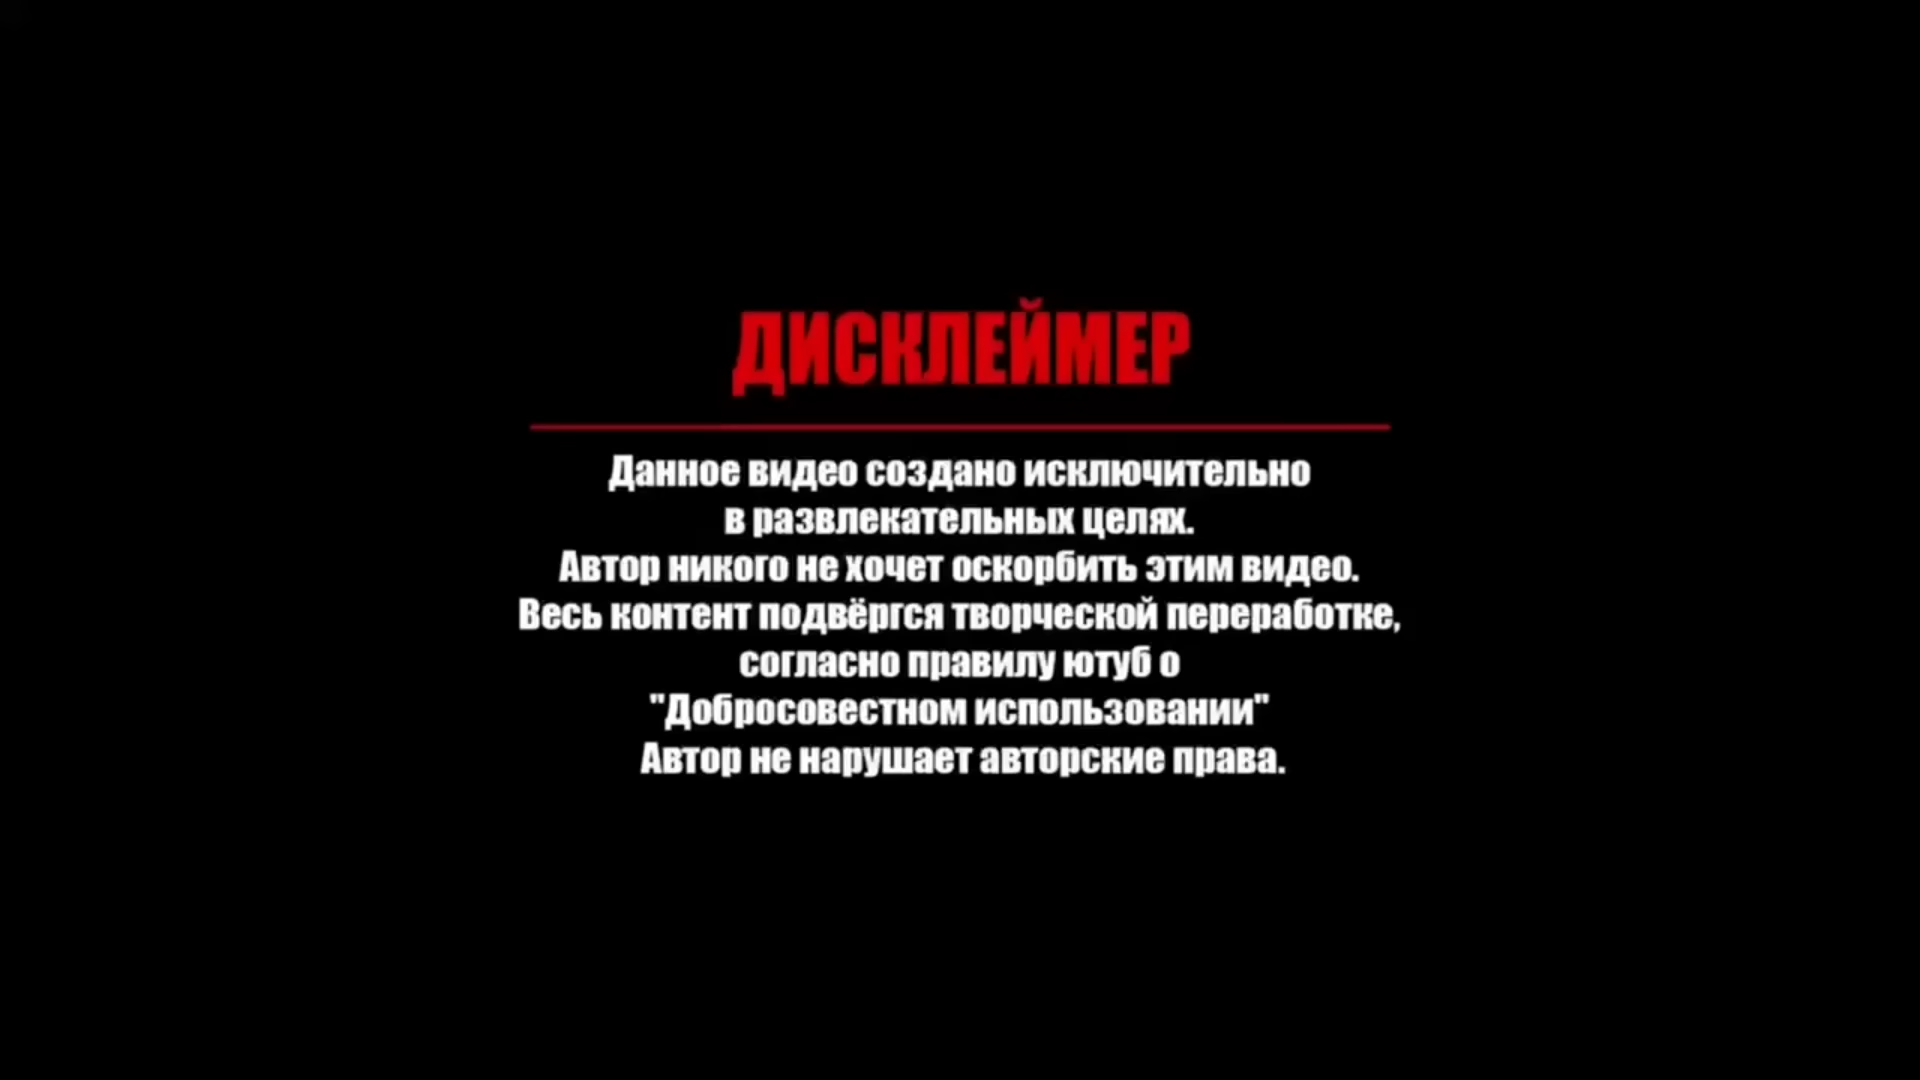 ДИСКЛЕЙМЕР
Данное видео создано исключительно
в развлекательных целях.
Автор никого не хочет оскорбить этим видео.
Весь контент подвёргся творческой переработке,
согласно правилу ютуб о
"Добросовестном использовании"
Автор не нарушает авторские права.